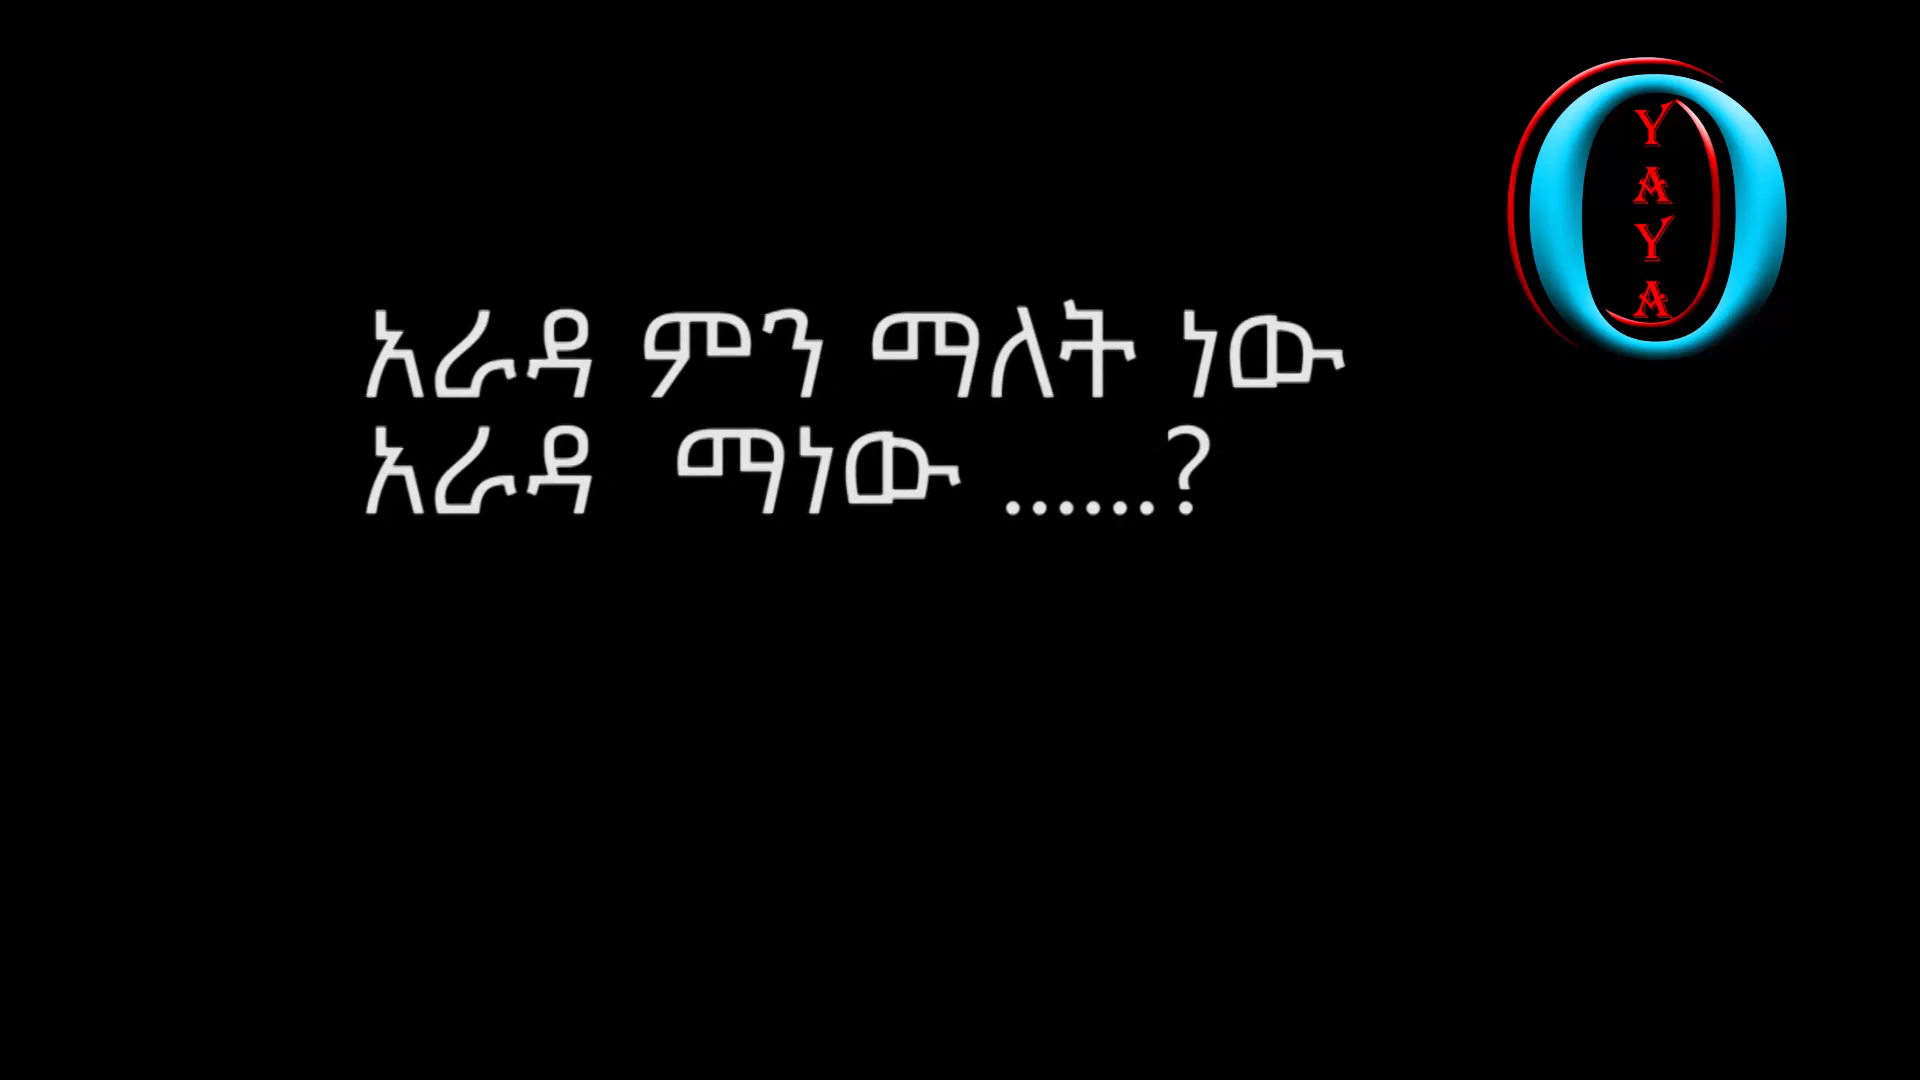 አራዳ ምን ማለት ነው
አራዳ ማነው ......?
O
YAYA